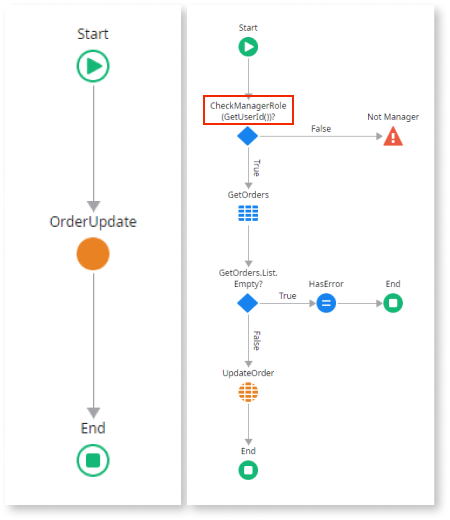 Start
OrderUpdate
End
Start
CheckManagerRole
(GetUserId())?
False
Not Manager
True
GetOrders
GetOrders.List.
Empty?
True
HasError
End
False
UpdateOrder
End